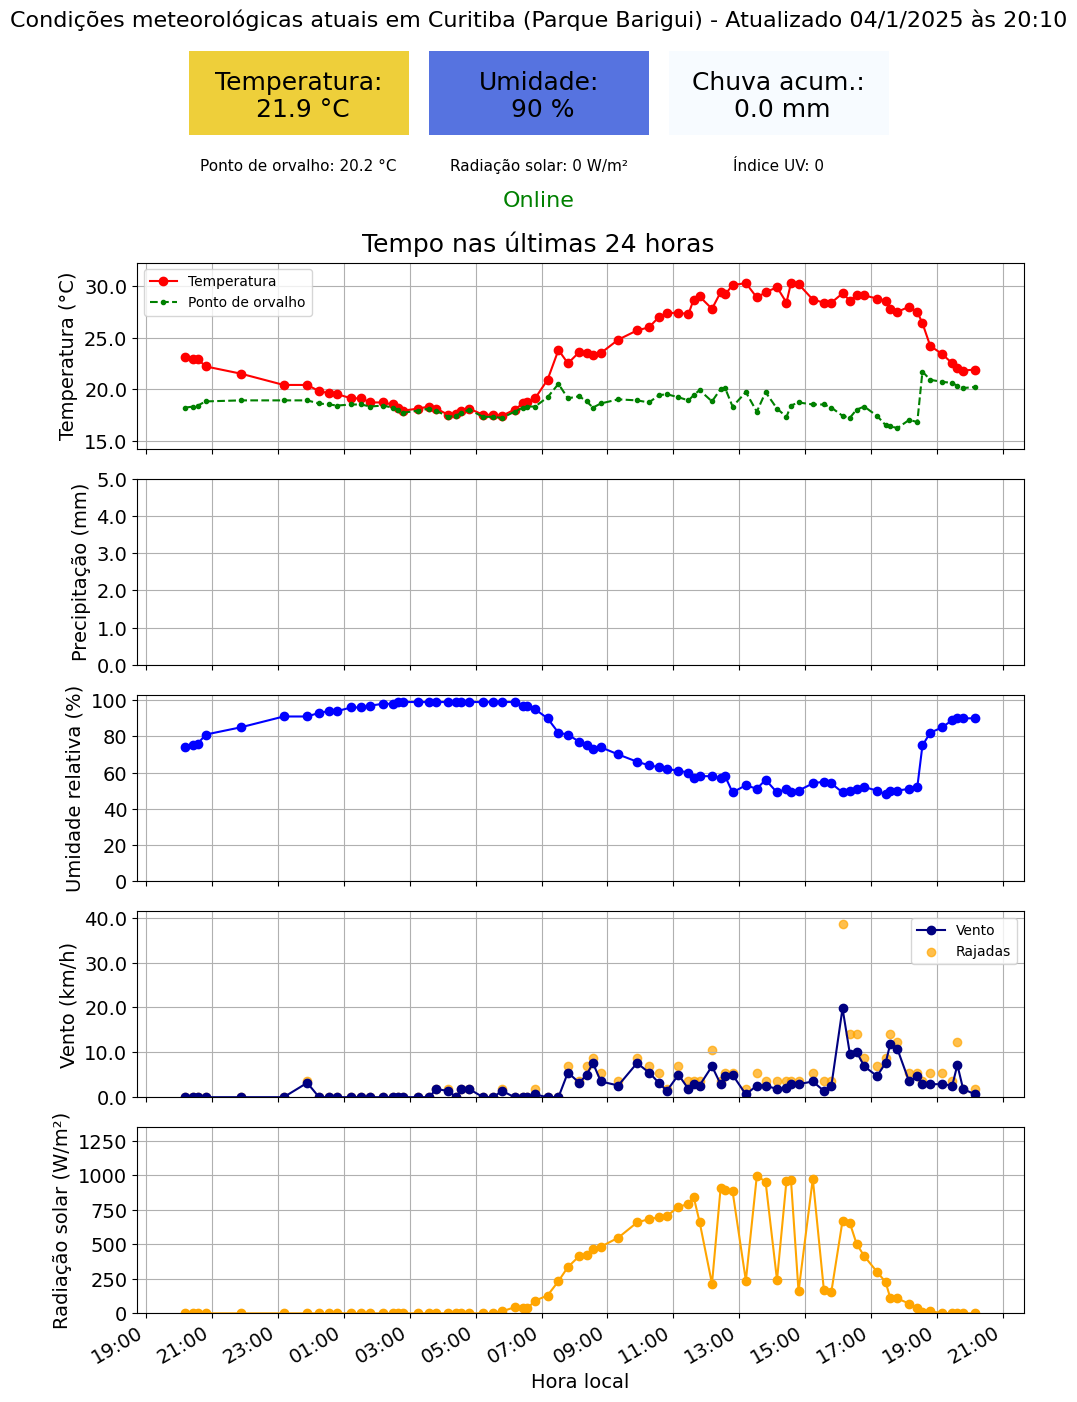 Condições meteorológicas atuais em Curitiba (Parque Barigui) - Atualizado 04/1/2025 às 20:10
Temperatura:
21.9 °C
Umidade:
90 %
Chuva acum.:
0.0 mm
Ponto de orvalho: 20.2 °C
Radiação solar: 0 W/m²
Índice UV: 0
Online
Tempo nas últimas 24 horas
Temperatura (°C)
30.0
25.0
20.0
15.0
Temperatura
Ponto de orvalho
Precipitação (mm)
5.0
4.0
3.0
2.0
1.0
0.0
Umidade relativa (%)
100
80
60
40
20
0
Vento (km/h)
40.0
30.0
20.0
10.0
0.0
Vento
Rajadas
Radiação solar (W/m²)
1250
1000
750
500
250
0
19:00
21:00
23:00
01:00
03:00
05:00
07:00
09:00
11:00
13:00
15:00
17:00
19:00
21:00
Hora local